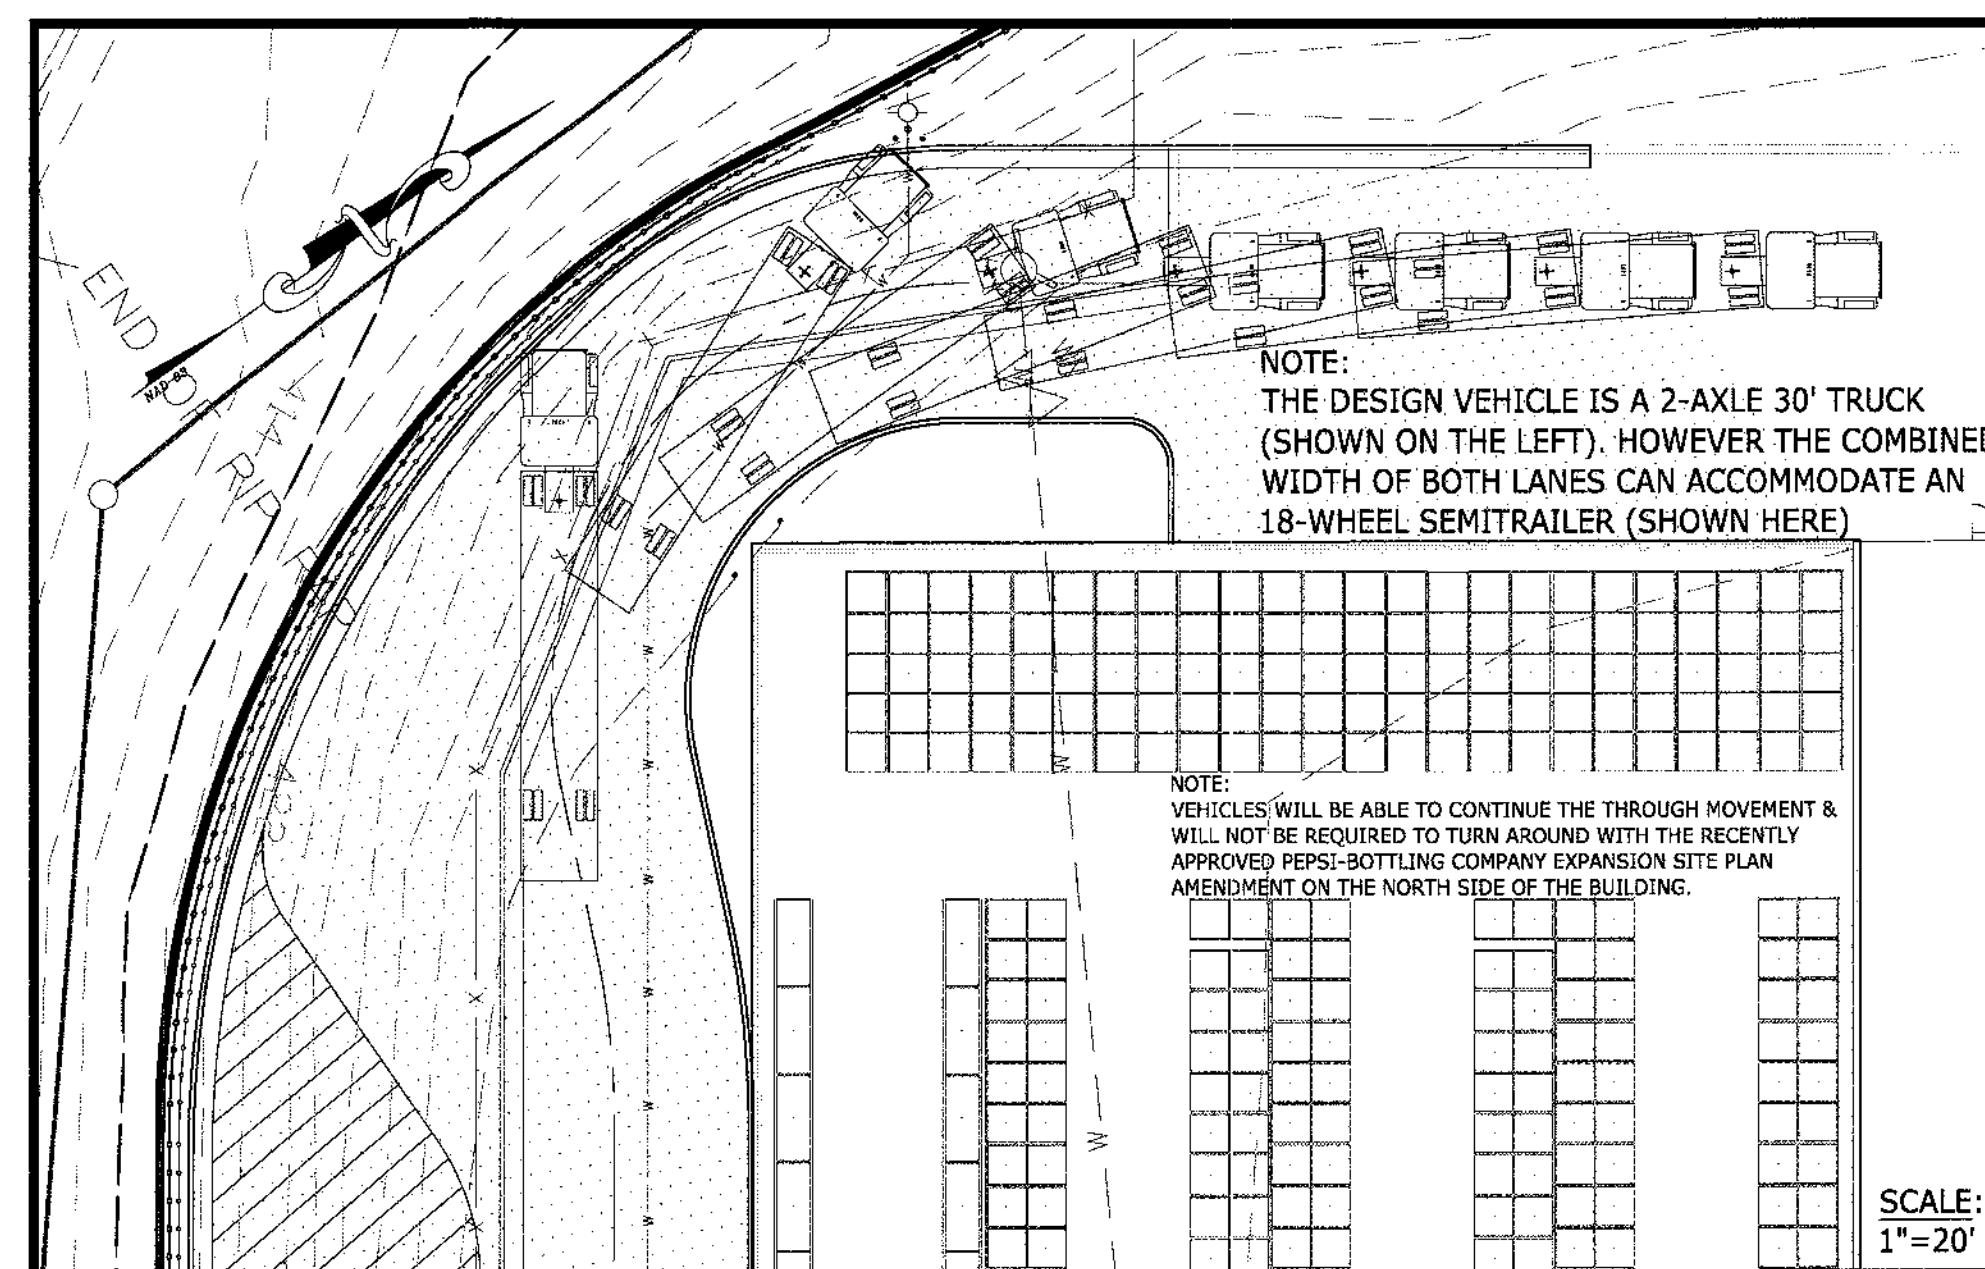 END
OF
RIP
RAP
NAD-83
414
NOTE:
THE DESIGN VEHICLE IS A 2-AXLE 30' TRUCK
(SHOWN ON THE LEFT). HOWEVER THE COMBINED
WIDTH OF BOTH LANES CAN ACCOMMODATE AN
18-WHEEL SEMITRAILER (SHOWN HERE)
NOTE:
VEHICLES WILL BE ABLE TO CONTINUE THE THROUGH MOVEMENT &
WILL NOT BE REQUIRED TO TURN AROUND WITH THE RECENTLY
APPROVED PEPSI-BOTTLING COMPANY EXPANSION SITE PLAN
AMENDMENT ON THE NORTH SIDE OF THE BUILDING.
SCALE:
1"=20'